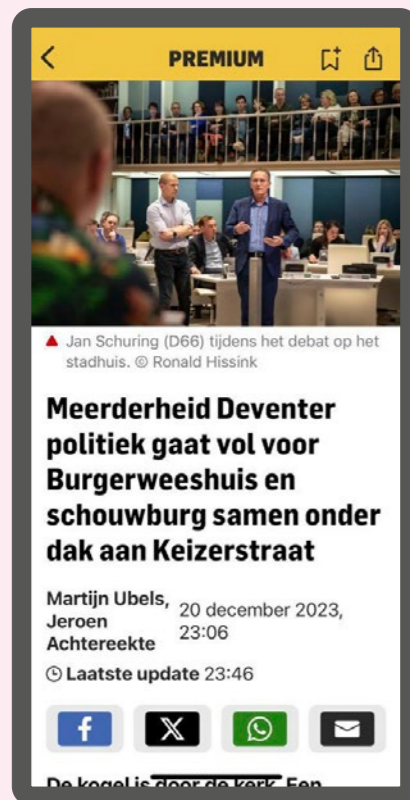 PREMIUM
Jan Schuring (D66) tijdens het debat op het
stadhuis. © Ronald Hissink
Meerderheid Deventer
politiek gaat vol voor
Burgerweeshuis en
schouwburg samen onder
dak aan Keizerstraat
Martijn Ubels,
Jeroen
Achtereekte
20 december 2023,
23:06
Laatste update 23:46
De kogel is door de kerk. Een